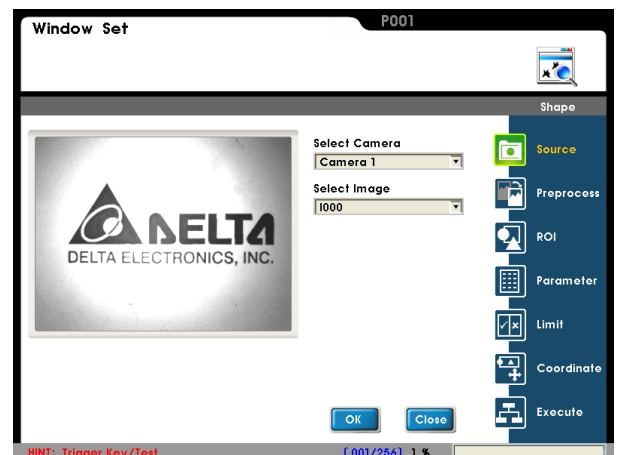 P001
Window Set
Shape
Select Camera
Camera 1
Select Image
I000
DELTA
DELTA ELECTRONICS, INC.
Source
Preprocess
ROI
Parameter
Limit
Coordinate
Execute
OK
Close
HINT: Trigger Key/Test
[001/256] 1 %